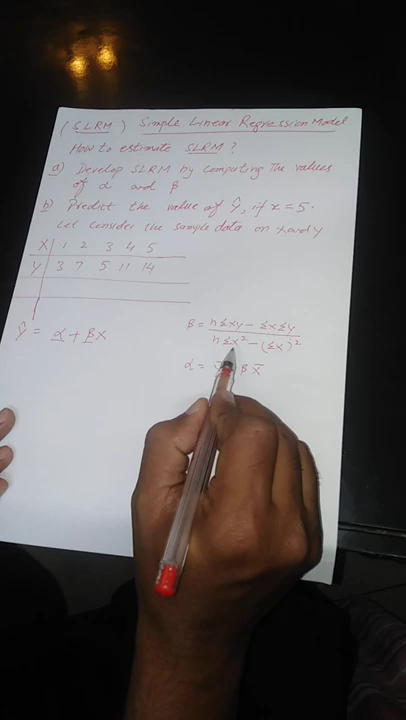 (SLRM) Simple Linear Regression Model
How to estimate SLRM?
a) Develop SLRM by computing The values
of α and β
b) Predict the value of Ŷ, if x = 5.
Let Consider the sample data on x and y
X 1 2 3 4 5
Y 3 7 5 11 14
Ŷ = α + βX
β = nΣxy - ΣxΣy / nΣx² - (Σx)²
α = β X̄